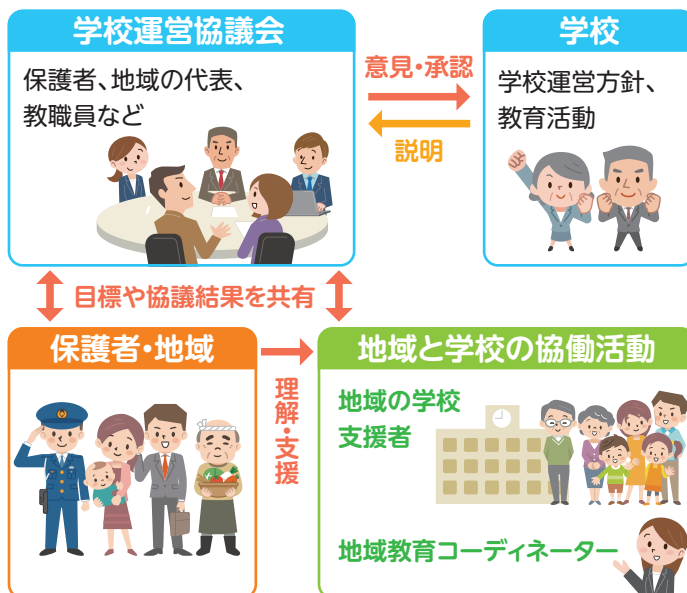 学校運営協議会
保護者、地域の代表、
教職員など
意見・承認
説明
学校
学校運営方針、
教育活動
目標や協議結果を共有
保護者・地域
理解・支援
地域と学校の協働活動
地域の学校
支援者
地域教育コーディネーター